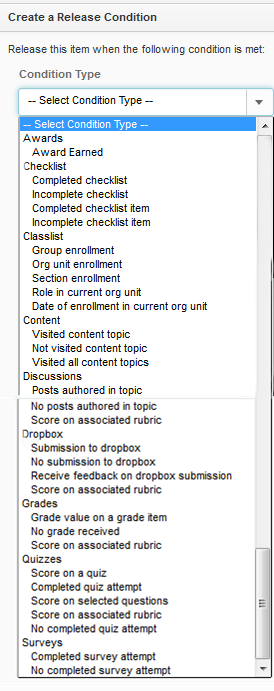 Create a Release Condition
Release this item when the following condition is met:
Condition Type
-- Select Condition Type --
-- Select Condition Type --
Awards
Award Earned
Checklist
Completed checklist
Incomplete checklist
Completed checklist item
Incomplete checklist item
Classlist
Group enrollment
Org unit enrollment
Section enrollment
Role in current org unit
Date of enrollment in current org unit
Content
Visited content topic
Not visited content topic
Visited all content topics
Discussions
Posts authored in topic
No posts authored in topic
Score on associated rubric
Dropbox
Submission to dropbox
No submission to dropbox
Receive feedback on dropbox submission
Score on associated rubric
Grades
Grade value on a grade item
No grade received
Score on associated rubric
Quizzes
Score on a quiz
Completed quiz attempt
Score on selected questions
Score on associated rubric
No completed quiz attempt
Surveys
Completed survey attempt
No completed survey attempt